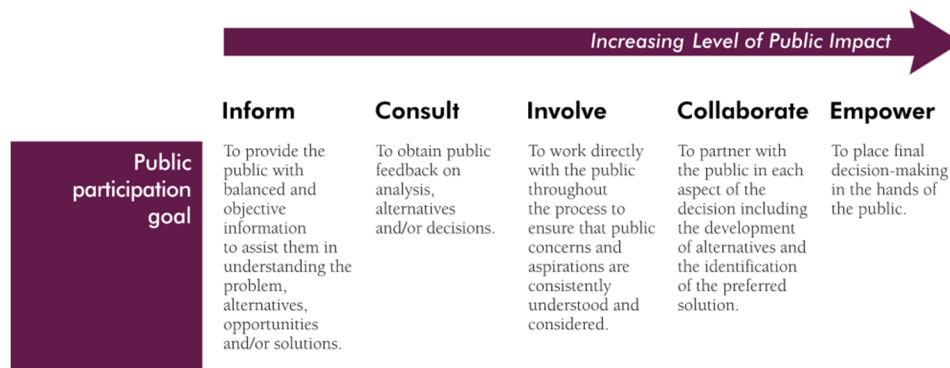 Increasing Level of Public Impact
Inform
Consult
Involve
Collaborate
Empower
Public
participation
goal
To provide the
public with
balanced and
objective
information
to assist them in
understanding the
problem,
alternatives,
opportunities
and/or solutions.
To obtain public
feedback on
analysis,
alternatives
and/or decisions.
To work directly
with the public
throughout
the process to
ensure that public
concerns and
aspirations are
consistently
understood and
considered.
To partner with
the public in each
aspect of the
decision including
the development
of alternatives and
the identification
of the preferred
solution.
To place final
decision-making
in the hands of
the public.